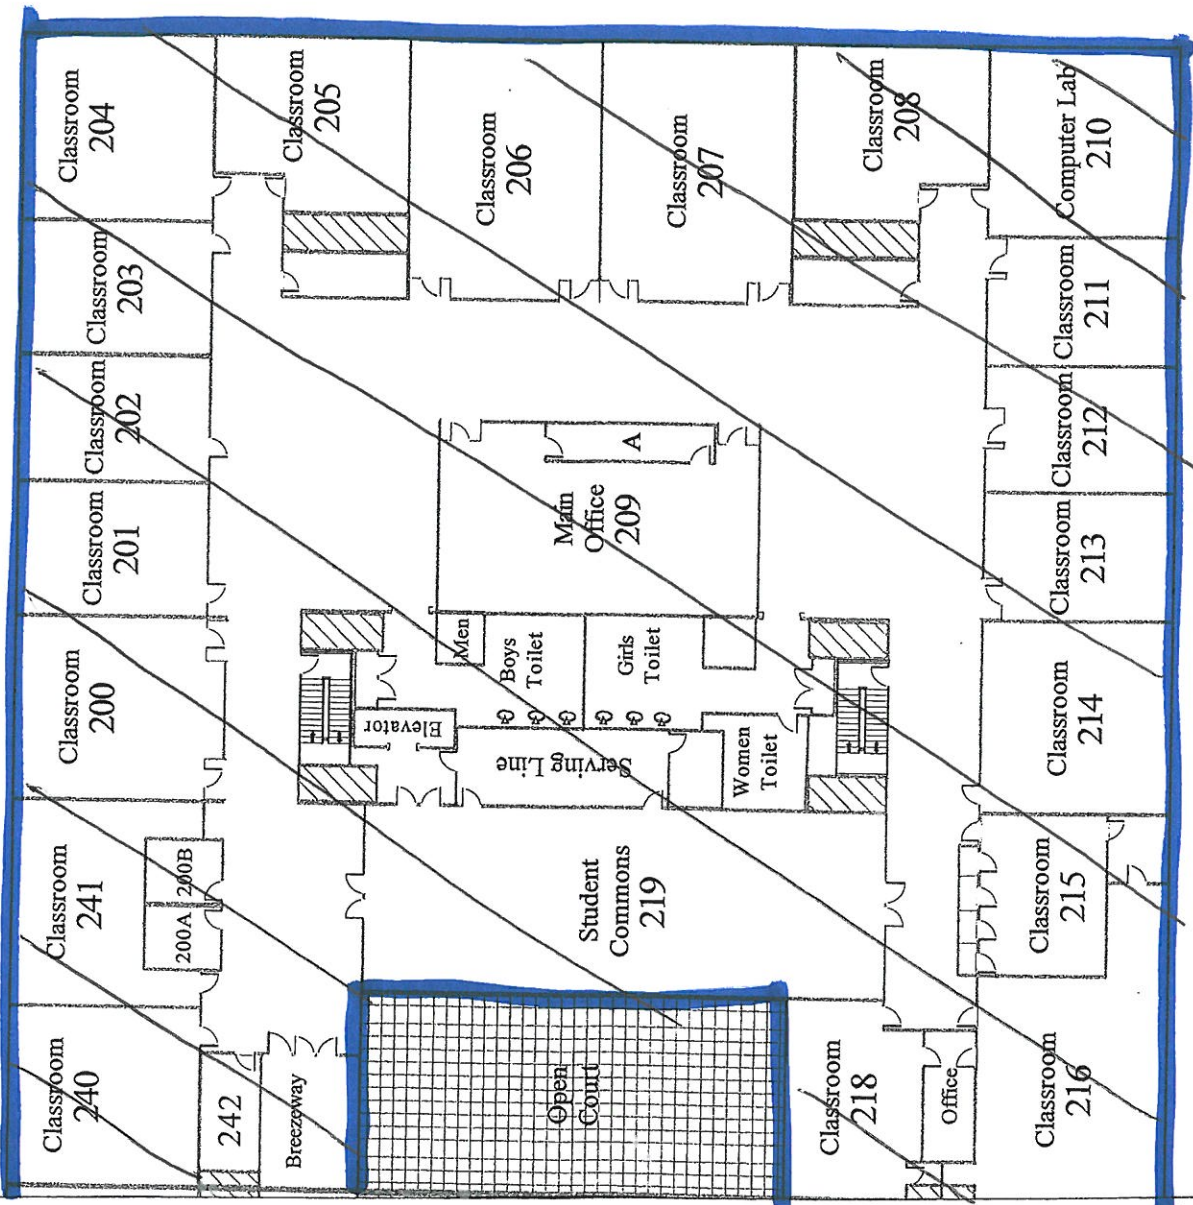 Classroom
204
Classroom
205
Classroom
206
Classroom
207
Classroom
208
Computer Lab
210
Classroom
203
Classroom
211
Classroom
202
Classroom
212
A
Main
Office
209
Classroom
201
Classroom
213
Men
Boys
Toilet
Girls
Toilet
Classroom
200
Elevator
Serving Line
Women
Toilet
Classroom
214
Classroom
241
200B
200A
Student
Commons
219
Classroom
215
Classroom
240
242
Breezeway
Open
Court
Classroom
218
Office
Classroom
216